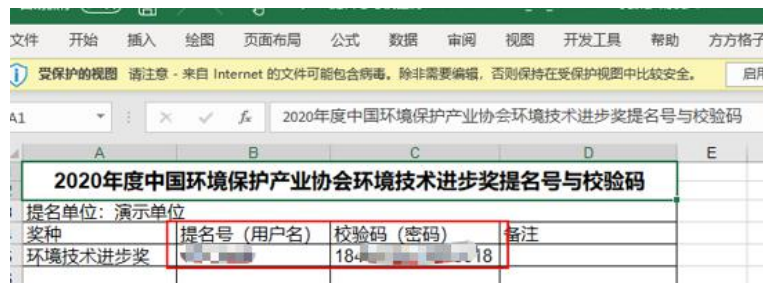 文件 开始 插入 绘图 页面布局 公式 数据 审阅 视图 开发工具 帮助 方方格子
受保护的视图 请注意 - 来自 Internet 的文件可能包含病毒。除非需要编辑，否则保持在受保护视图中比较安全。 启用
A1 fx 2020年度中国环境保护产业协会环境技术进步奖提名号与校验码
A B C D E
2020年度中国环境保护产业协会环境技术进步奖提名号与校验码
提名单位：演示单位
奖种 提名号（用户名） 校验码（密码） 备注
环境技术进步奖 184 18